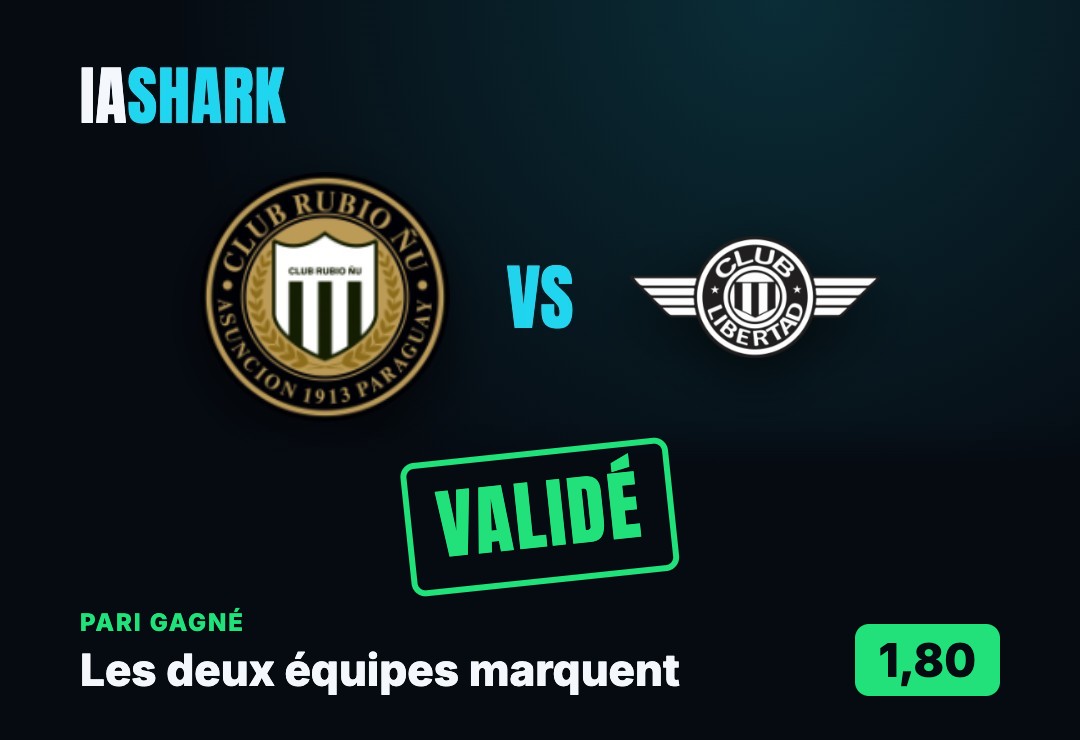 IASHARK
CLUB RUBIO ÑU
CLUB RUBIO ÑU
ASUNCION 1913 PARAGUAY
VS
CLUB
LIBERTAD
VALIDÉ
PARI GAGNÉ
Les deux équipes marquent
1,80